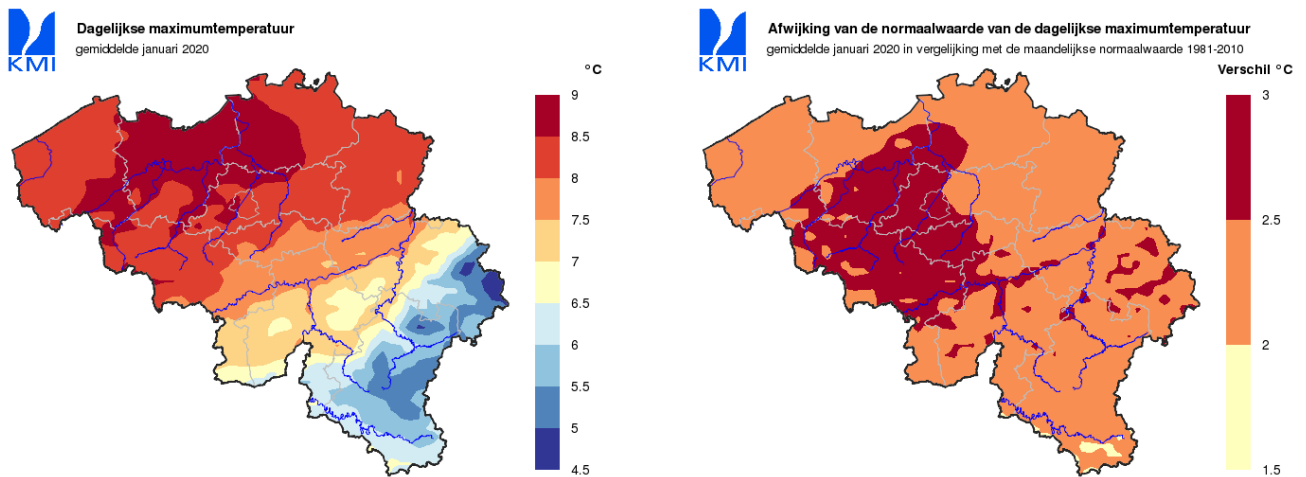 KMI
Dagelijkse maximumtemperatuur
gemiddelde januari 2020
°C
9
8.5
8
7.5
7
6.5
6
5.5
5
4.5
KMI
Afwijking van de normaalwaarde van de dagelijkse maximumtemperatuur
gemiddelde januari 2020 in vergelijking met de maandelijkse normaalwaarde 1981-2010
Verschil °C
3
2.5
2
1.5